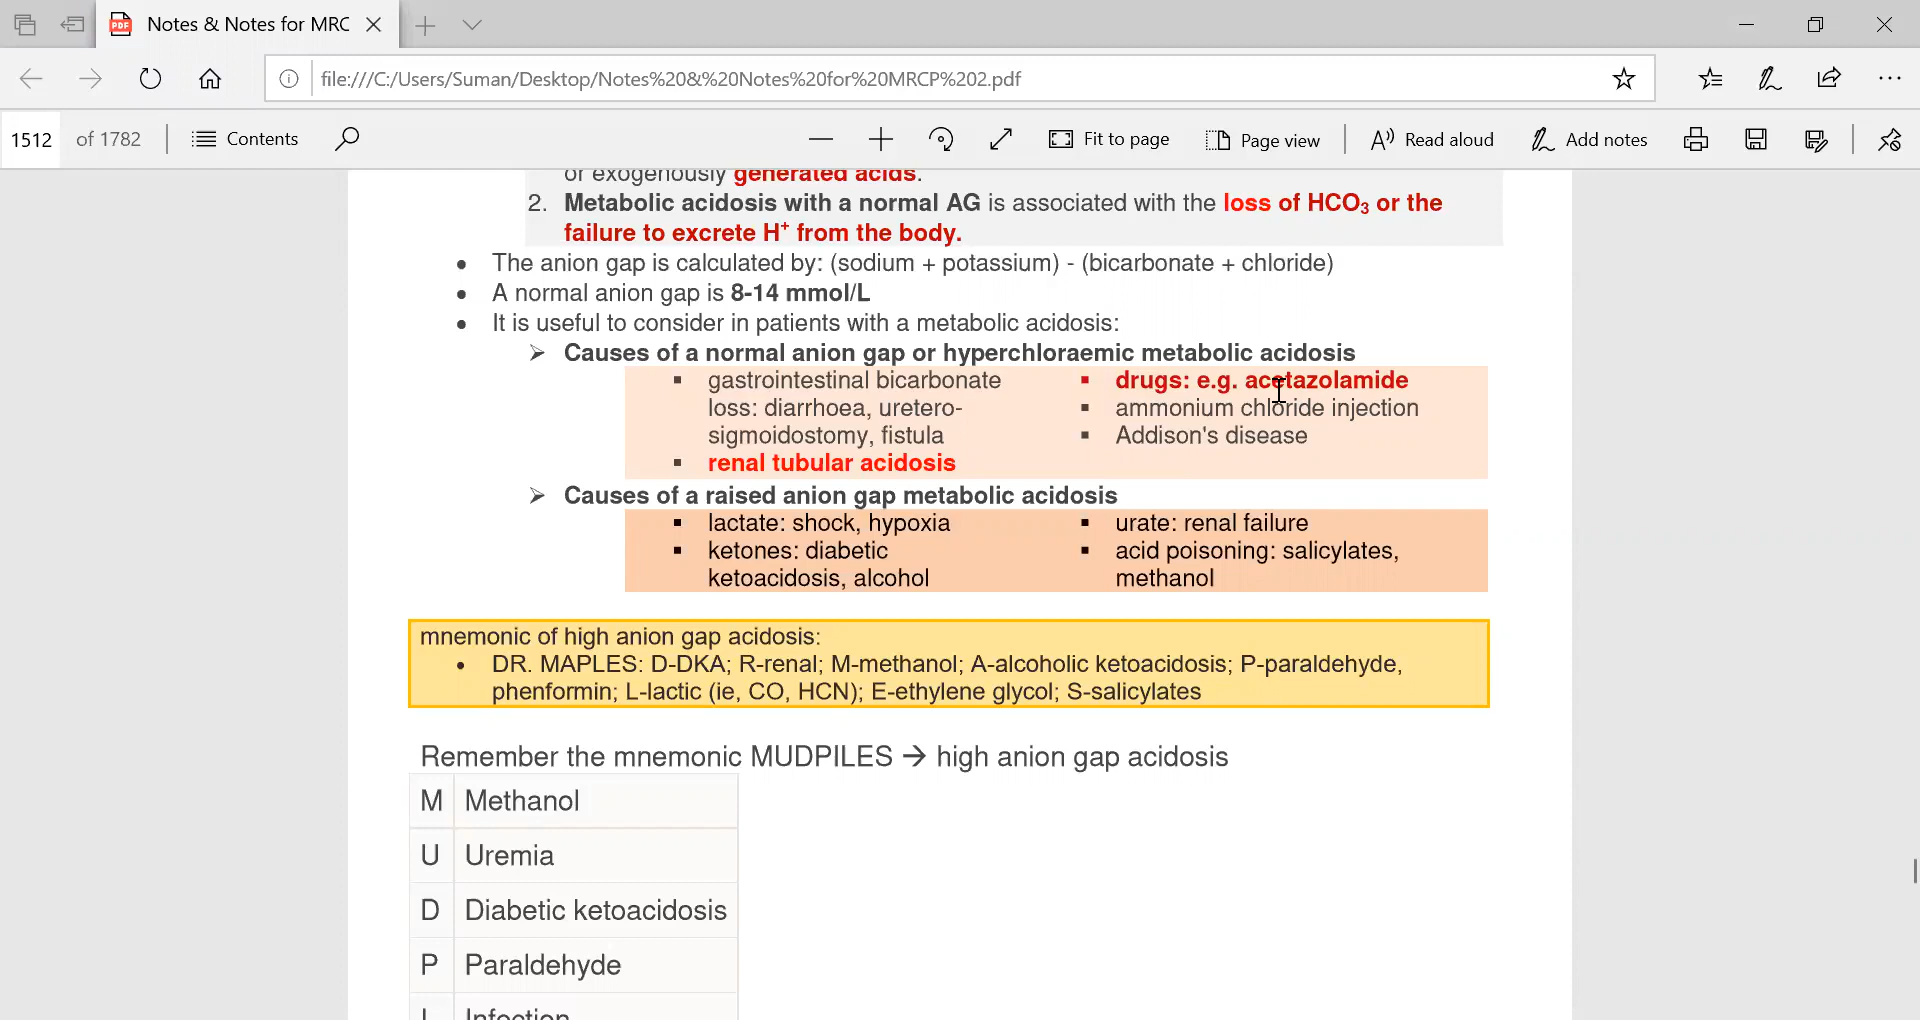 Notes & Notes for MRC
file:///C:/Users/Suman/Desktop/Notes%20&%20Notes%20for%20MRCP%202.pdf
1512 of 1782 Contents Fit to page Page view Read aloud Add notes
or exogenously generated acids.
2. Metabolic acidosis with a normal AG is associated with the loss of HCO₃ or the
failure to excrete H⁺ from the body.
• The anion gap is calculated by: (sodium + potassium) - (bicarbonate + chloride)
• A normal anion gap is 8-14 mmol/L
• It is useful to consider in patients with a metabolic acidosis:
➢ Causes of a normal anion gap or hyperchloraemic metabolic acidosis
▪ gastrointestinal bicarbonate
loss: diarrhoea, uretero-
sigmoidostomy, fistula
▪ renal tubular acidosis
▪ drugs: e.g. acetazolamide
▪ ammonium chloride injection
▪ Addison's disease
➢ Causes of a raised anion gap metabolic acidosis
▪ lactate: shock, hypoxia
▪ ketones: diabetic
ketoacidosis, alcohol
▪ urate: renal failure
▪ acid poisoning: salicylates,
methanol
mnemonic of high anion gap acidosis:
• DR. MAPLES: D-DKA; R-renal; M-methanol; A-alcoholic ketoacidosis; P-paraldehyde,
phenformin; L-lactic (ie, CO, HCN); E-ethylene glycol; S-salicylates
Remember the mnemonic MUDPILES → high anion gap acidosis
M Methanol
U Uremia
D Diabetic ketoacidosis
P Paraldehyde
I Infection